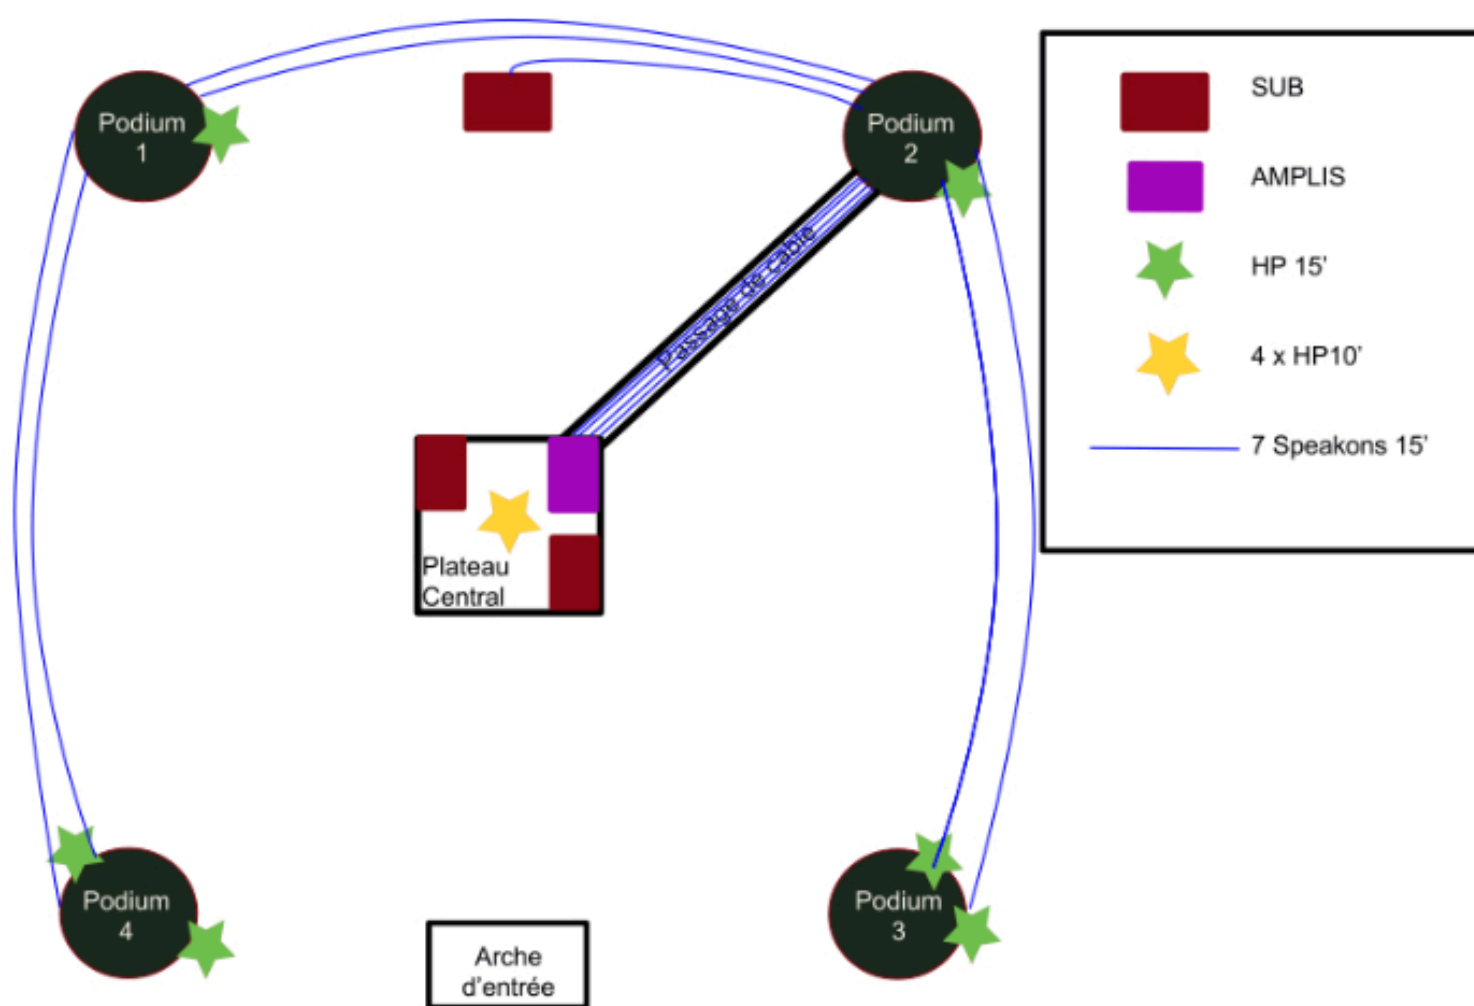 Podium
1
Podium
2
Passage de cable
Plateau
Central
Podium
4
Podium
3
Arche
d'entrée
SUB
AMPLIS
HP 15'
4 x HP10'
7 Speakons 15'